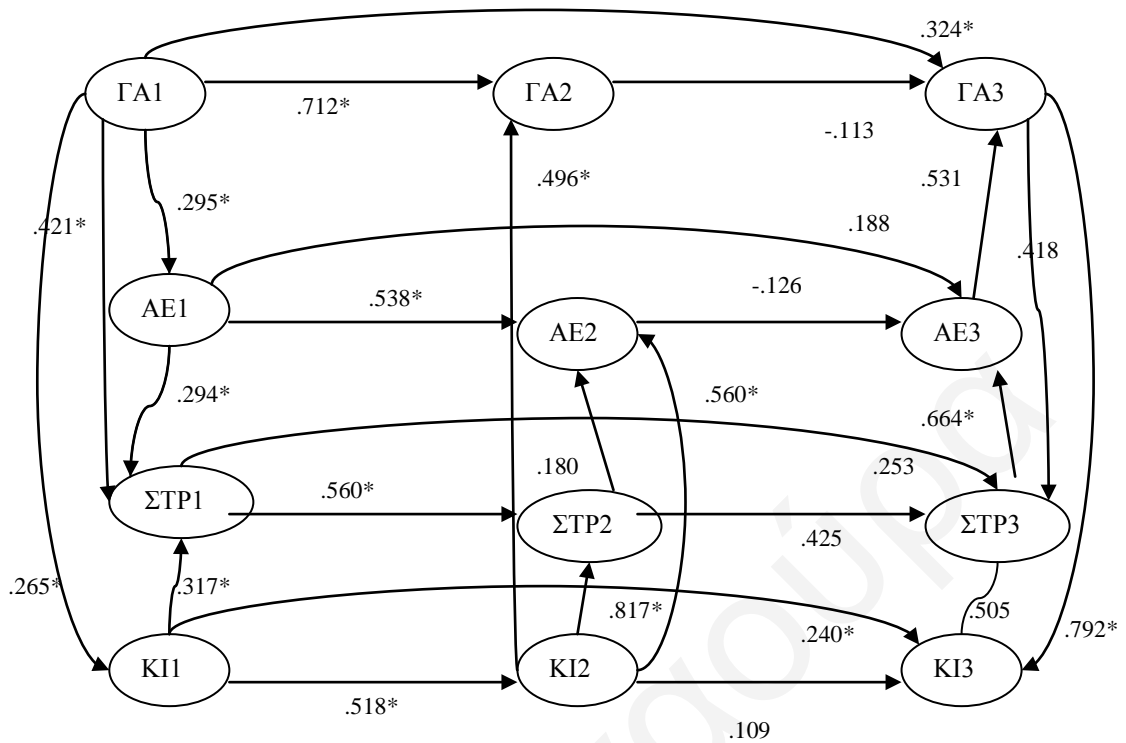 .324*
ΓΑ1
ΓΑ2
ΓΑ3
.712*
-.113
.496*
.531
.295*
.421*
.188
.418
.538*
-.126
ΑΕ1
ΑΕ2
ΑΕ3
.294*
.560*
.664*
.180
.253
ΣΤΡ1
.560*
ΣΤΡ2
ΣΤΡ3
.425
.265*
.317*
.817*
.240*
.505
.792*
ΚΙ1
ΚΙ2
ΚΙ3
.518*
.109